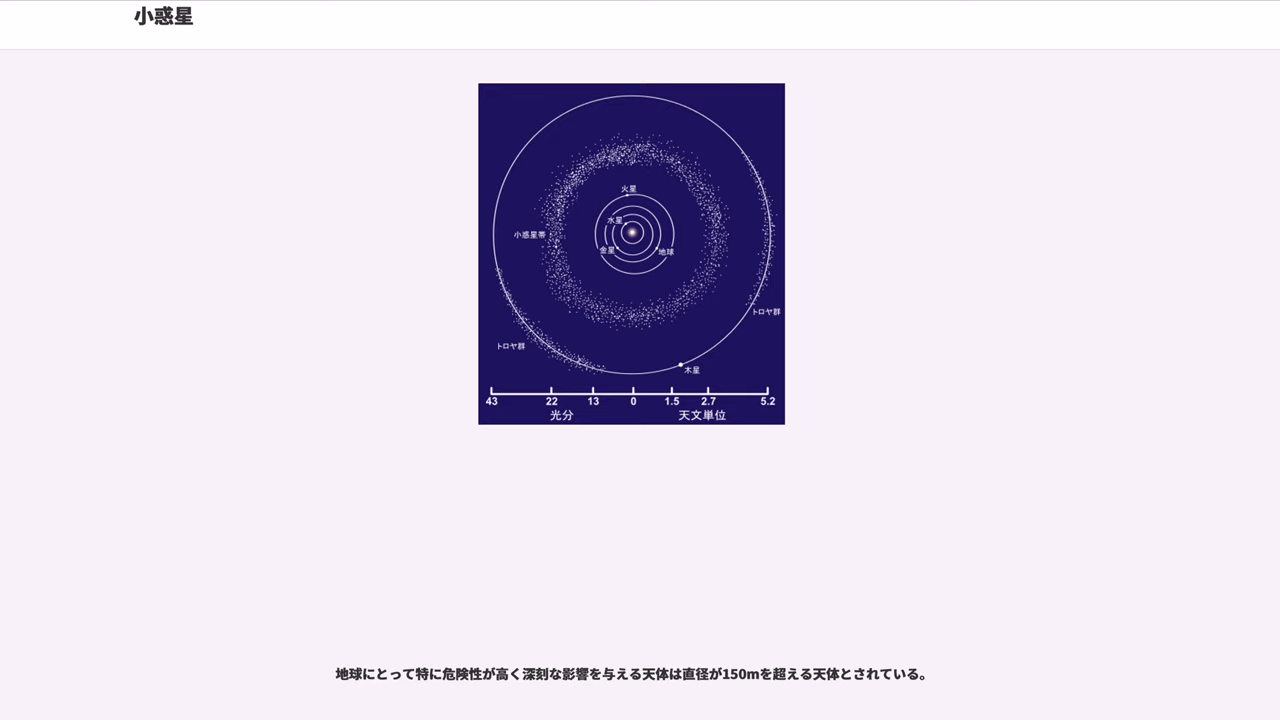 小惑星
火星
水星
小惑星帯
金星
地球
トロヤ群
トロヤ群
木星
43 22 13 0 1.5 2.7 5.2
光分 天文単位
地球にとって特に危険性が高く深刻な影響を与える天体は直径が150mを超える天体とされている。